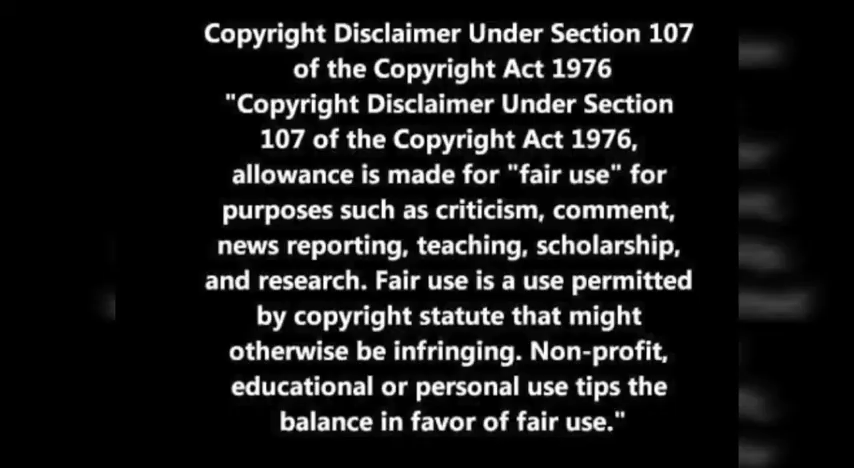 Copyright Disclaimer Under Section 107
of the Copyright Act 1976
"Copyright Disclaimer Under Section
107 of the Copyright Act 1976,
allowance is made for "fair use" for
purposes such as criticism, comment,
news reporting, teaching, scholarship,
and research. Fair use is a use permitted
by copyright statute that might
otherwise be infringing. Non-profit,
educational or personal use tips the
balance in favor of fair use."